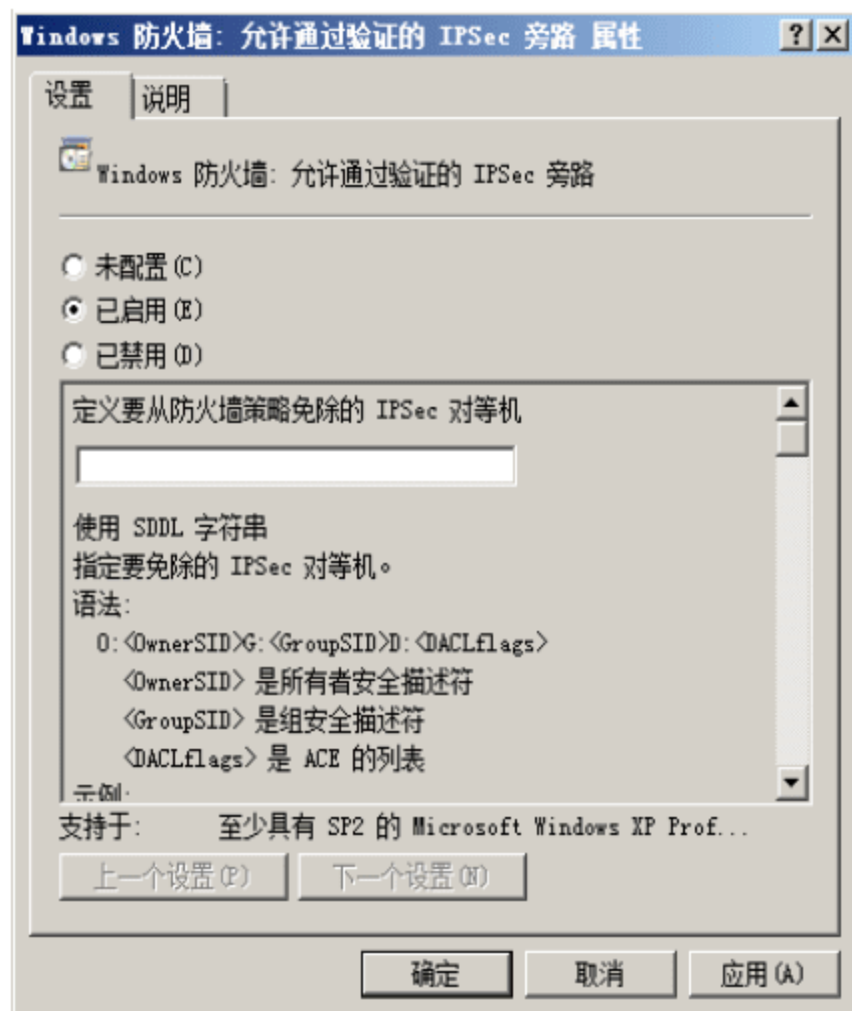 Windows 防火墙: 允许通过验证的 IPSec 旁路 属性
设置
说明
Windows 防火墙: 允许通过验证的 IPSec 旁路
未配置(C)
已启用(E)
已禁用(D)
定义要从防火墙策略免除的 IPSec 对等机
使用 SDDL 字符串
指定要免除的 IPSec 对等机。
语法:
O:<OwnerSID>G:<GroupSID>D:<DACLflags>
<OwnerSID> 是所有者安全描述符
<GroupSID> 是组安全描述符
<DACLflags> 是 ACE 的列表
示例:
支持于: 至少具有 SP2 的 Microsoft Windows XP Prof...
上一个设置(P)
下一个设置(N)
确定
取消
应用(A)